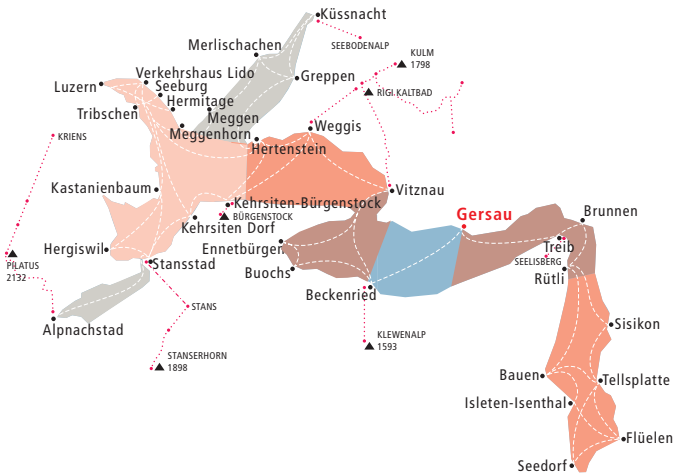 Küssnacht
Merlischachen
SEEBODENALP
KULM
1798
Verkehrshaus Lido
Greppen
Luzern
Seeburg
RIGI KALTBAD
Hermitage
Tribschen
Meggen
Meggenhorn
Weggis
KRIENS
Hertenstein
Kastanienbaum
Vitznau
Kehrsiten-Bürgenstock
BÜRGENSTOCK
Gersau
Brunnen
Kehrsiten Dorf
Hergiswil
Ennetbürgen
Treib
SEELISBERG
PILATUS
2132
Stansstad
Buochs
Rütli
Beckenried
STANS
Alpnachstad
Sisikon
KLEWENALP
1593
STANSERHORN
1898
Bauen
Tellsplatte
Isleten-Isenthal
Flüelen
Seedorf